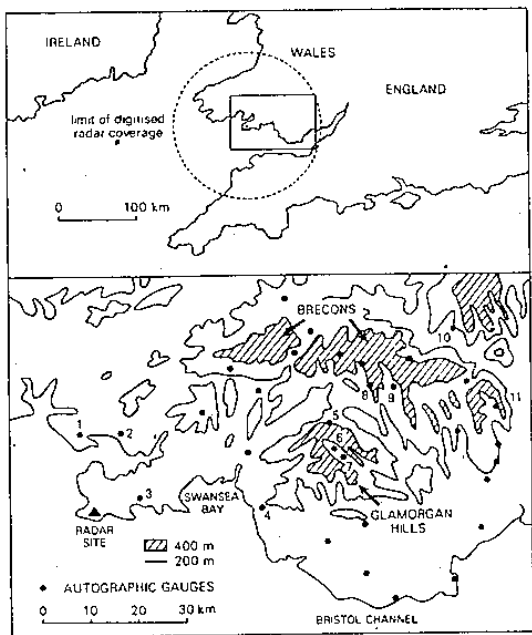 IRELAND
WALES
ENGLAND
limit of digitised
radar coverage
0 100 km
BRECONS
10
11
8 9
5
1 2
6
7
3
SWANSEA
BAY
4
GLAMORGAN
HILLS
RADAR
SITE
400 m
200 m
AUTOGRAPHIC GAUGES
0 10 20 30
km
BRISTOL CHANNEL